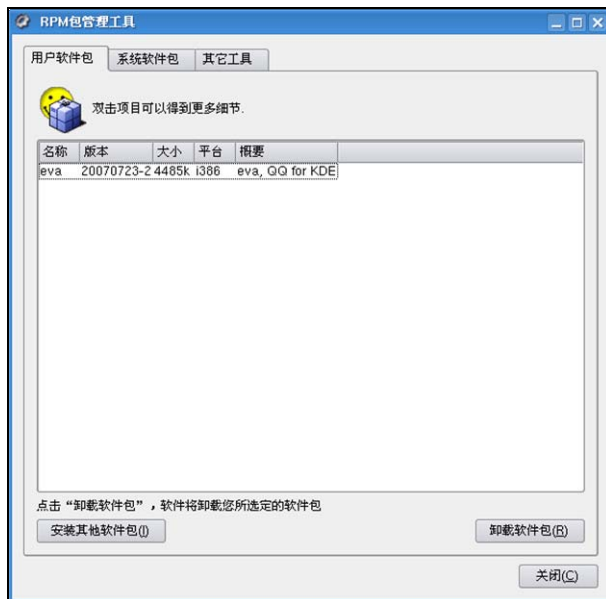 RPM包管理工具
用户软件包 系统软件包 其它工具
双击项目可以得到更多细节.
名称 版本 大小 平台 概要
eva 20070723-2 4485k i386 eva, QQ for KDE
点击“卸载软件包”，软件将卸载您所选定的软件包
安装其他软件包(I) 卸载软件包(R)
关闭(C)